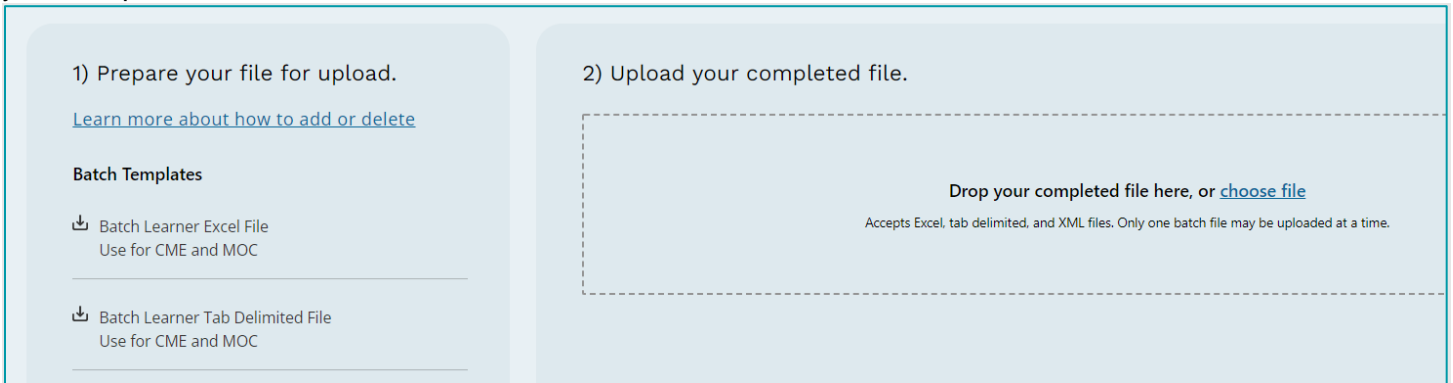 1) Prepare your file for upload.
Learn more about how to add or delete
Batch Templates
Batch Learner Excel File
Use for CME and MOC
Batch Learner Tab Delimited File
Use for CME and MOC
2) Upload your completed file.
Drop your completed file here, or choose file
Accepts Excel, tab delimited, and XML files. Only one batch file may be uploaded at a time.